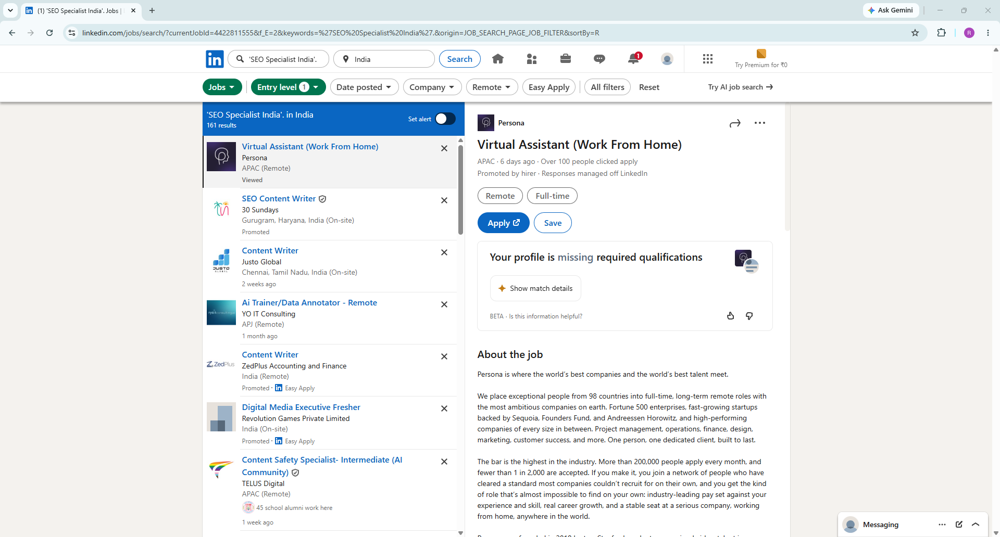 (1) 'SEO Specialist India'. Jobs |
Ask Gemini
linkedin.com/jobs/search/?currentJobId=4422811555&f_E=2&keywords=%27SEO%20Specialist%20India%27.&origin=JOB_SEARCH_PAGE_JOB_FILTER&sortBy=R
R
in
'SEO Specialist India'.
India
Search
1
Try Premium for ₹0
Jobs
Entry level 1
Date posted
Company
Remote
Easy Apply
All filters
Reset
Try AI job search →
'SEO Specialist India'. in India
161 results
Set alert
Virtual Assistant (Work From Home)
Persona
APAC (Remote)
Viewed
SEO Content Writer
30 Sundays
Gurugram, Haryana, India (On-site)
Promoted
JUSTO
GLOBAL
Content Writer
Justo Global
Chennai, Tamil Nadu, India (On-site)
2 weeks ago
Ai Trainer/Data Annotator - Remote
YO IT Consulting
APJ (Remote)
1 month ago
ZedPlus
Content Writer
ZedPlus Accounting and Finance
India (Remote)
Promoted · in Easy Apply
Digital Media Executive Fresher
Revolution Games Private Limited
India (On-site)
Promoted · in Easy Apply
Content Safety Specialist- Intermediate (AI
Community)
TELUS Digital
APAC (Remote)
45 school alumni work here
1 week ago
Persona
Virtual Assistant (Work From Home)
APAC · 6 days ago · Over 100 people clicked apply
Promoted by hirer · Responses managed off LinkedIn
Remote
Full-time
Apply
Save
Your profile is missing required qualifications
Show match details
BETA · Is this information helpful?
About the job
Persona is where the world's best companies and the world's best talent meet.
We place exceptional people from 98 countries into full-time, long-term remote roles with
the most ambitious companies on earth. Fortune 500 enterprises, fast-growing startups
backed by Sequoia, Founders Fund, and Andreessen Horowitz, and high-performing
companies of every size in between. Project management, operations, finance, design,
marketing, customer success, and more. One person, one dedicated client, built to last.
The bar is the highest in the industry. More than 200,000 people apply every month, and
fewer than 1 in 2,000 are accepted. If you make it, you join a network of people who have
cleared a standard most companies couldn't recruit for on their own, and you get the kind
of role that's almost impossible to find on your own: industry-leading pay set against your
experience and skill, real career growth, and a stable seat at a serious company, working
from home, anywhere in the world.
Messaging